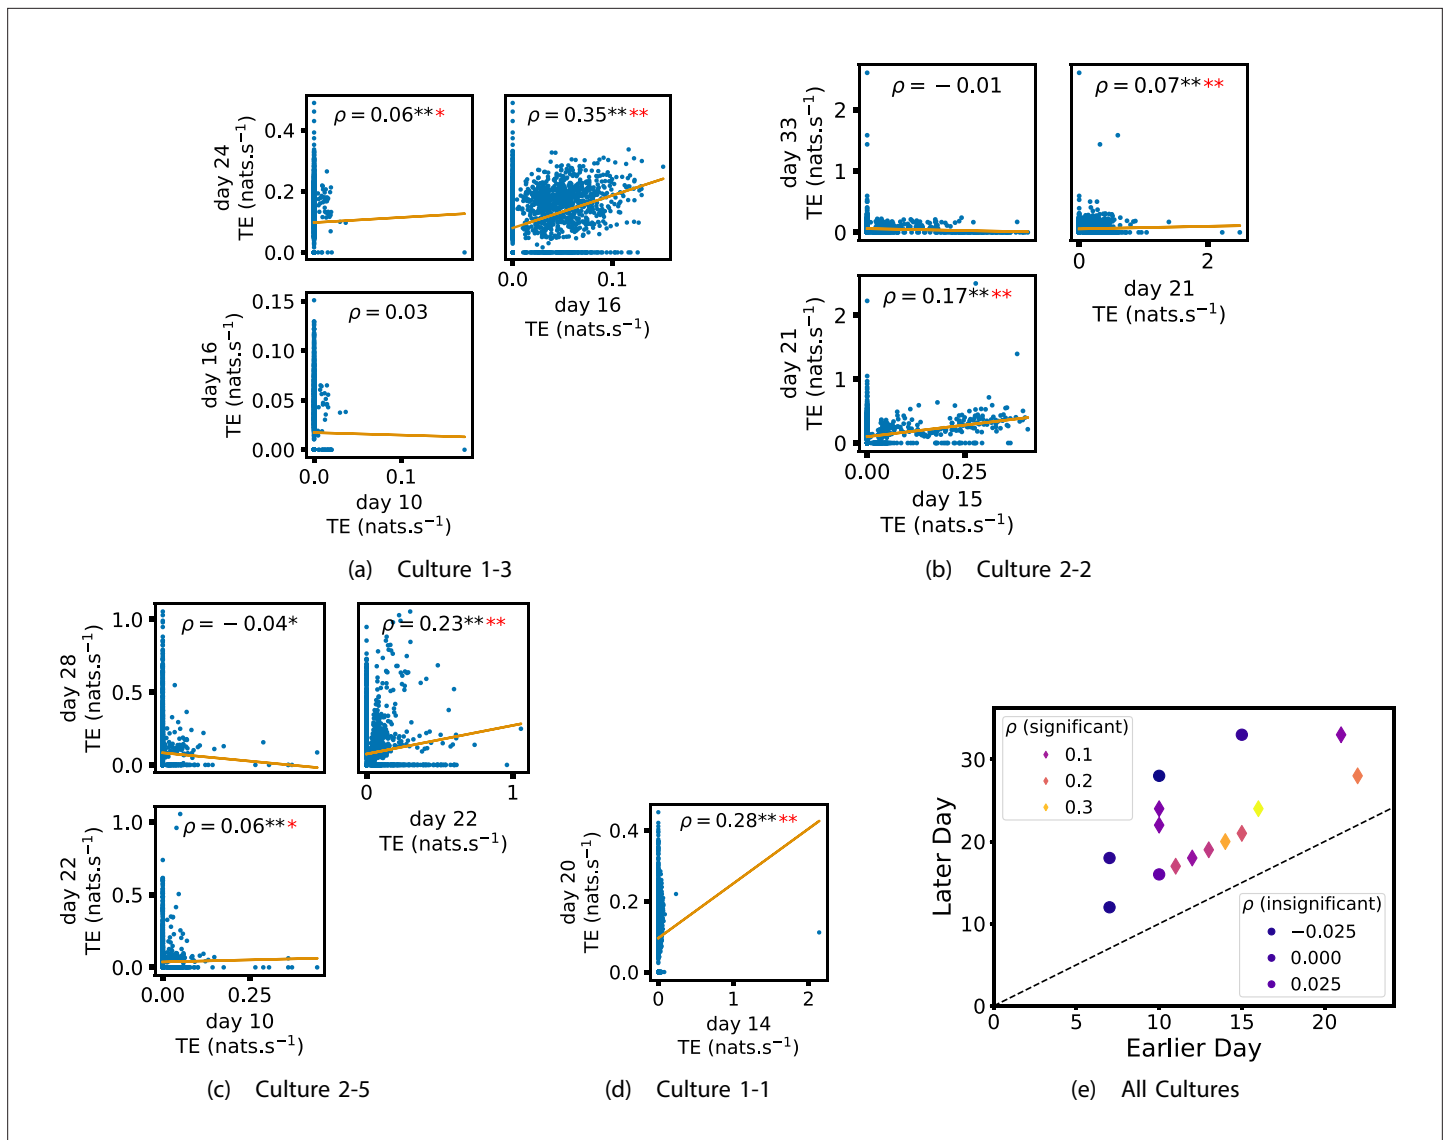 ρ = 0.06***
ρ = 0.35****
day 24
TE (nats.s⁻¹)
0.4
0.2
0.0
0.0
0.1
day 16
TE (nats.s⁻¹)
ρ = 0.03
day 16
TE (nats.s⁻¹)
0.15
0.10
0.05
0.00
0.0
0.1
day 10
TE (nats.s⁻¹)
(a) Culture 1-3
ρ = −0.01
ρ = 0.07****
day 33
TE (nats.s⁻¹)
2
1
0
0
2
day 21
TE (nats.s⁻¹)
ρ = 0.17****
day 21
TE (nats.s⁻¹)
2
1
0
0.00
0.25
day 15
TE (nats.s⁻¹)
(b) Culture 2-2
ρ = −0.04*
ρ = 0.23****
day 28
TE (nats.s⁻¹)
1.0
0.5
0.0
0
1
day 22
TE (nats.s⁻¹)
ρ = 0.06***
day 22
TE (nats.s⁻¹)
1.0
0.5
0.0
0.00
0.25
day 10
TE (nats.s⁻¹)
(c) Culture 2-5
ρ = 0.28****
day 20
TE (nats.s⁻¹)
0.4
0.2
0.0
0
1
2
day 14
TE (nats.s⁻¹)
(d) Culture 1-1
ρ (significant)
0.1
0.2
0.3
ρ (insignificant)
−0.025
0.000
0.025
Later Day
30
20
10
0
0
5
10
15
20
Earlier Day
(e) All Cultures